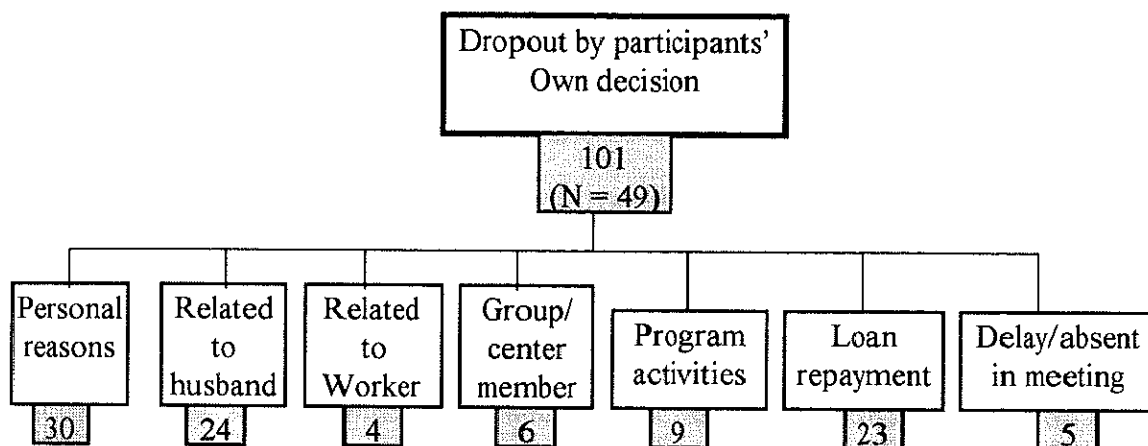 Dropout by participants'
Own decision
101
(N = 49)
Personal
reasons
30
Related
to
husband
24
Related
to
Worker
4
Group/
center
member
6
Program
activities
9
Loan
repayment
23
Delay/absent
in meeting
5